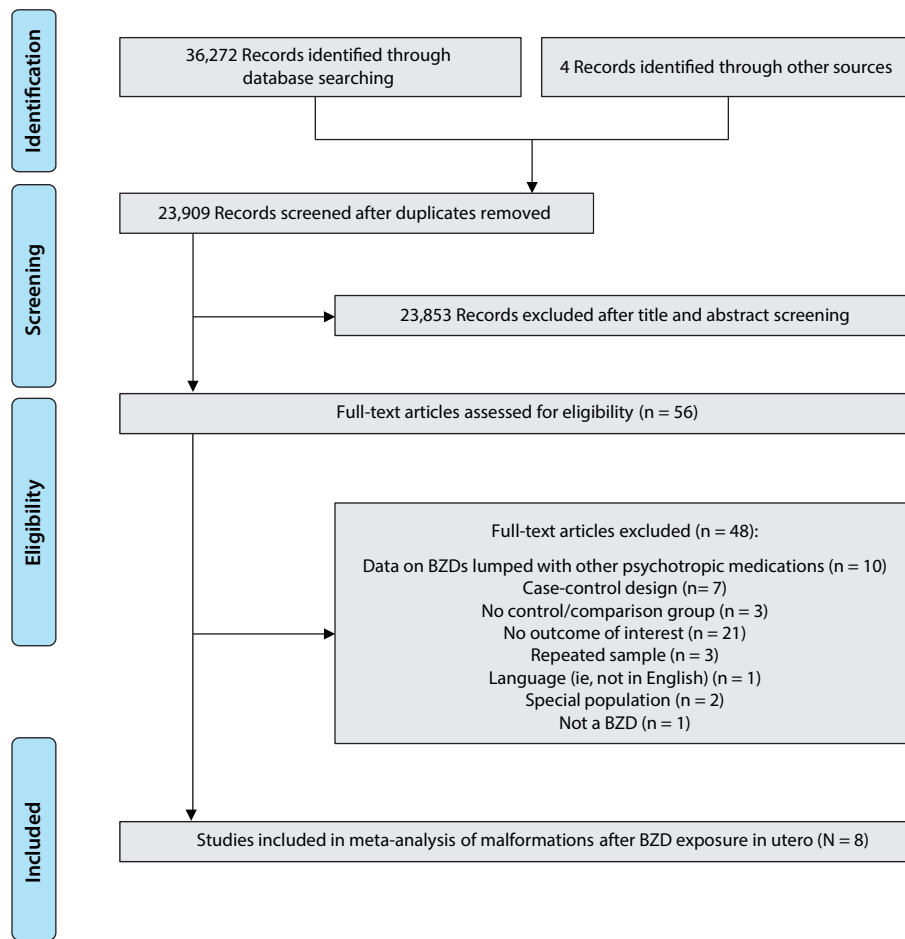 Identification
36,272 Records identified through
database searching
4 Records identified through other sources
Screening
23,909 Records screened after duplicates removed
23,853 Records excluded after title and abstract screening
Eligibility
Full-text articles assessed for eligibility (n = 56)
Full-text articles excluded (n = 48):
Data on BZDs lumped with other psychotropic medications (n = 10)
Case-control design (n= 7)
No control/comparison group (n = 3)
No outcome of interest (n = 21)
Repeated sample (n = 3)
Language (ie, not in English) (n = 1)
Special population (n = 2)
Not a BZD (n = 1)
Included
Studies included in meta-analysis of malformations after BZD exposure in utero (N = 8)